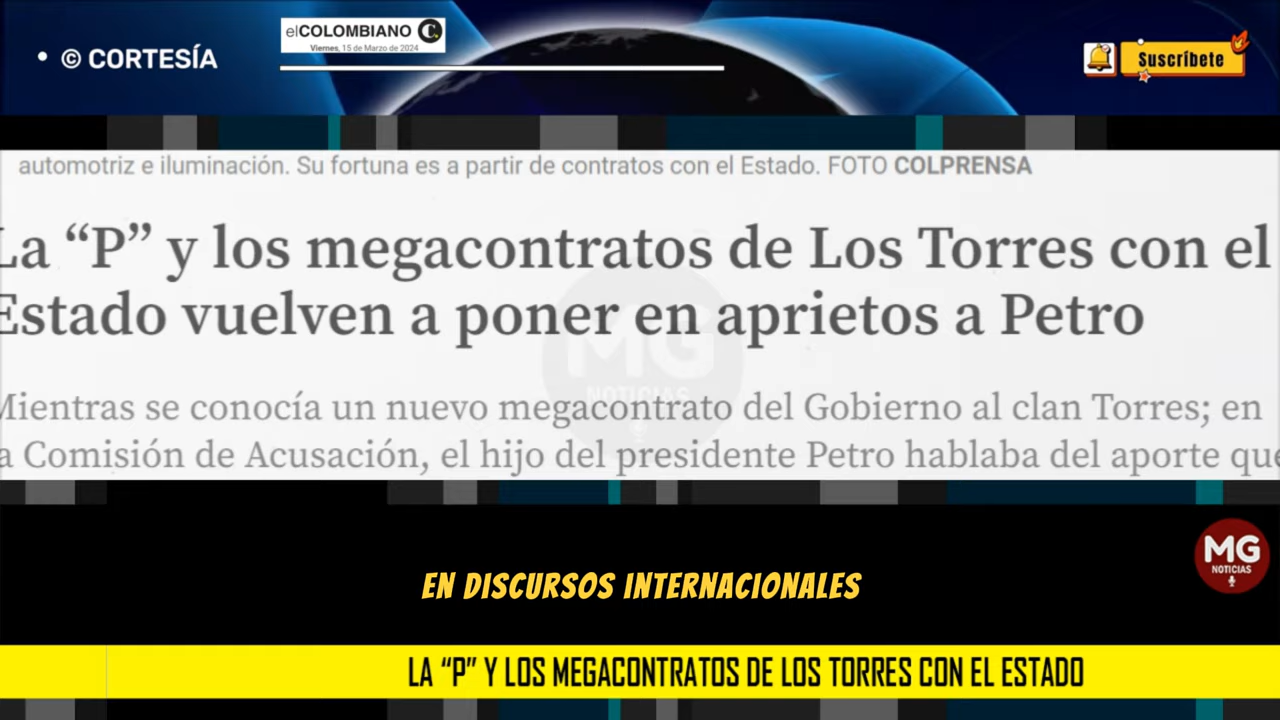 • © CORTESÍA
elCOLOMBIANO C
Viernes, 15 de Marzo de 2024
Suscríbete
automotriz e iluminación. Su fortuna es a partir de contratos con el Estado. FOTO COLPRENSA
La “P” y los megacontratos de Los Torres con el
Estado vuelven a poner en aprietos a Petro
Mientras se conocía un nuevo megacontrato del Gobierno al clan Torres; en
a Comisión de Acusación, el hijo del presidente Petro hablaba del aporte que
MG
NOTICIAS
MG
NOTICIAS
EN DISCURSOS INTERNACIONALES
LA “P” Y LOS MEGACONTRATOS DE LOS TORRES CON EL ESTADO